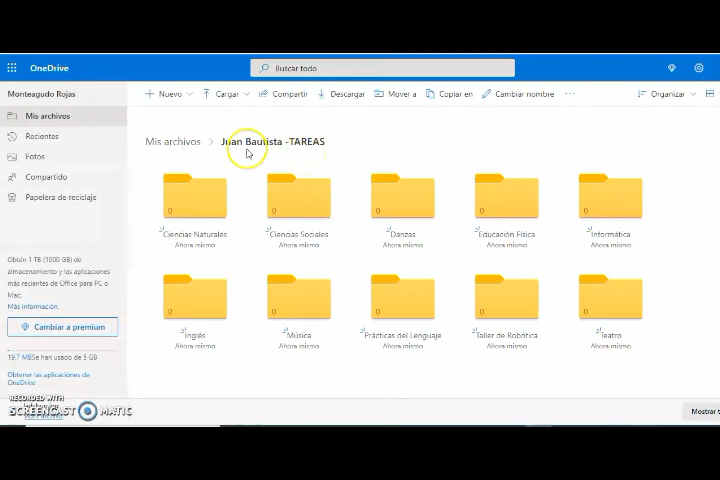 OneDrive
Buscar todo
Monteagudo Rojas
Nuevo
Cargar
Compartir
Descargar
Mover a
Copiar en
Cambiar nombre
...
Organizar
Mis archivos
Recientes
Fotos
Compartido
Papelera de reciclaje
Mis archivos > Juan Bautista -TAREAS
0 0 0 0 0
Ciencias Naturales Ciencias Sociales Danzas Educación Física Informática
Ahora mismo Ahora mismo Ahora mismo Ahora mismo Ahora mismo
0 0 0 0 0
Inglés Música Prácticas del Lenguaje Taller de Robótica Teatro
Ahora mismo Ahora mismo Ahora mismo Ahora mismo Ahora mismo
Obtén 1 TB (1000 GB) de
almacenamiento y las aplicaciones
más recientes de Office para PC o
Mac.
Más información.
Cambiar a premium
19,7 MBSe han usado de 5 GB
Obtener las aplicaciones de
OneDrive
RECORDED WITH
SCREENCAST MATIC
Mostrar t